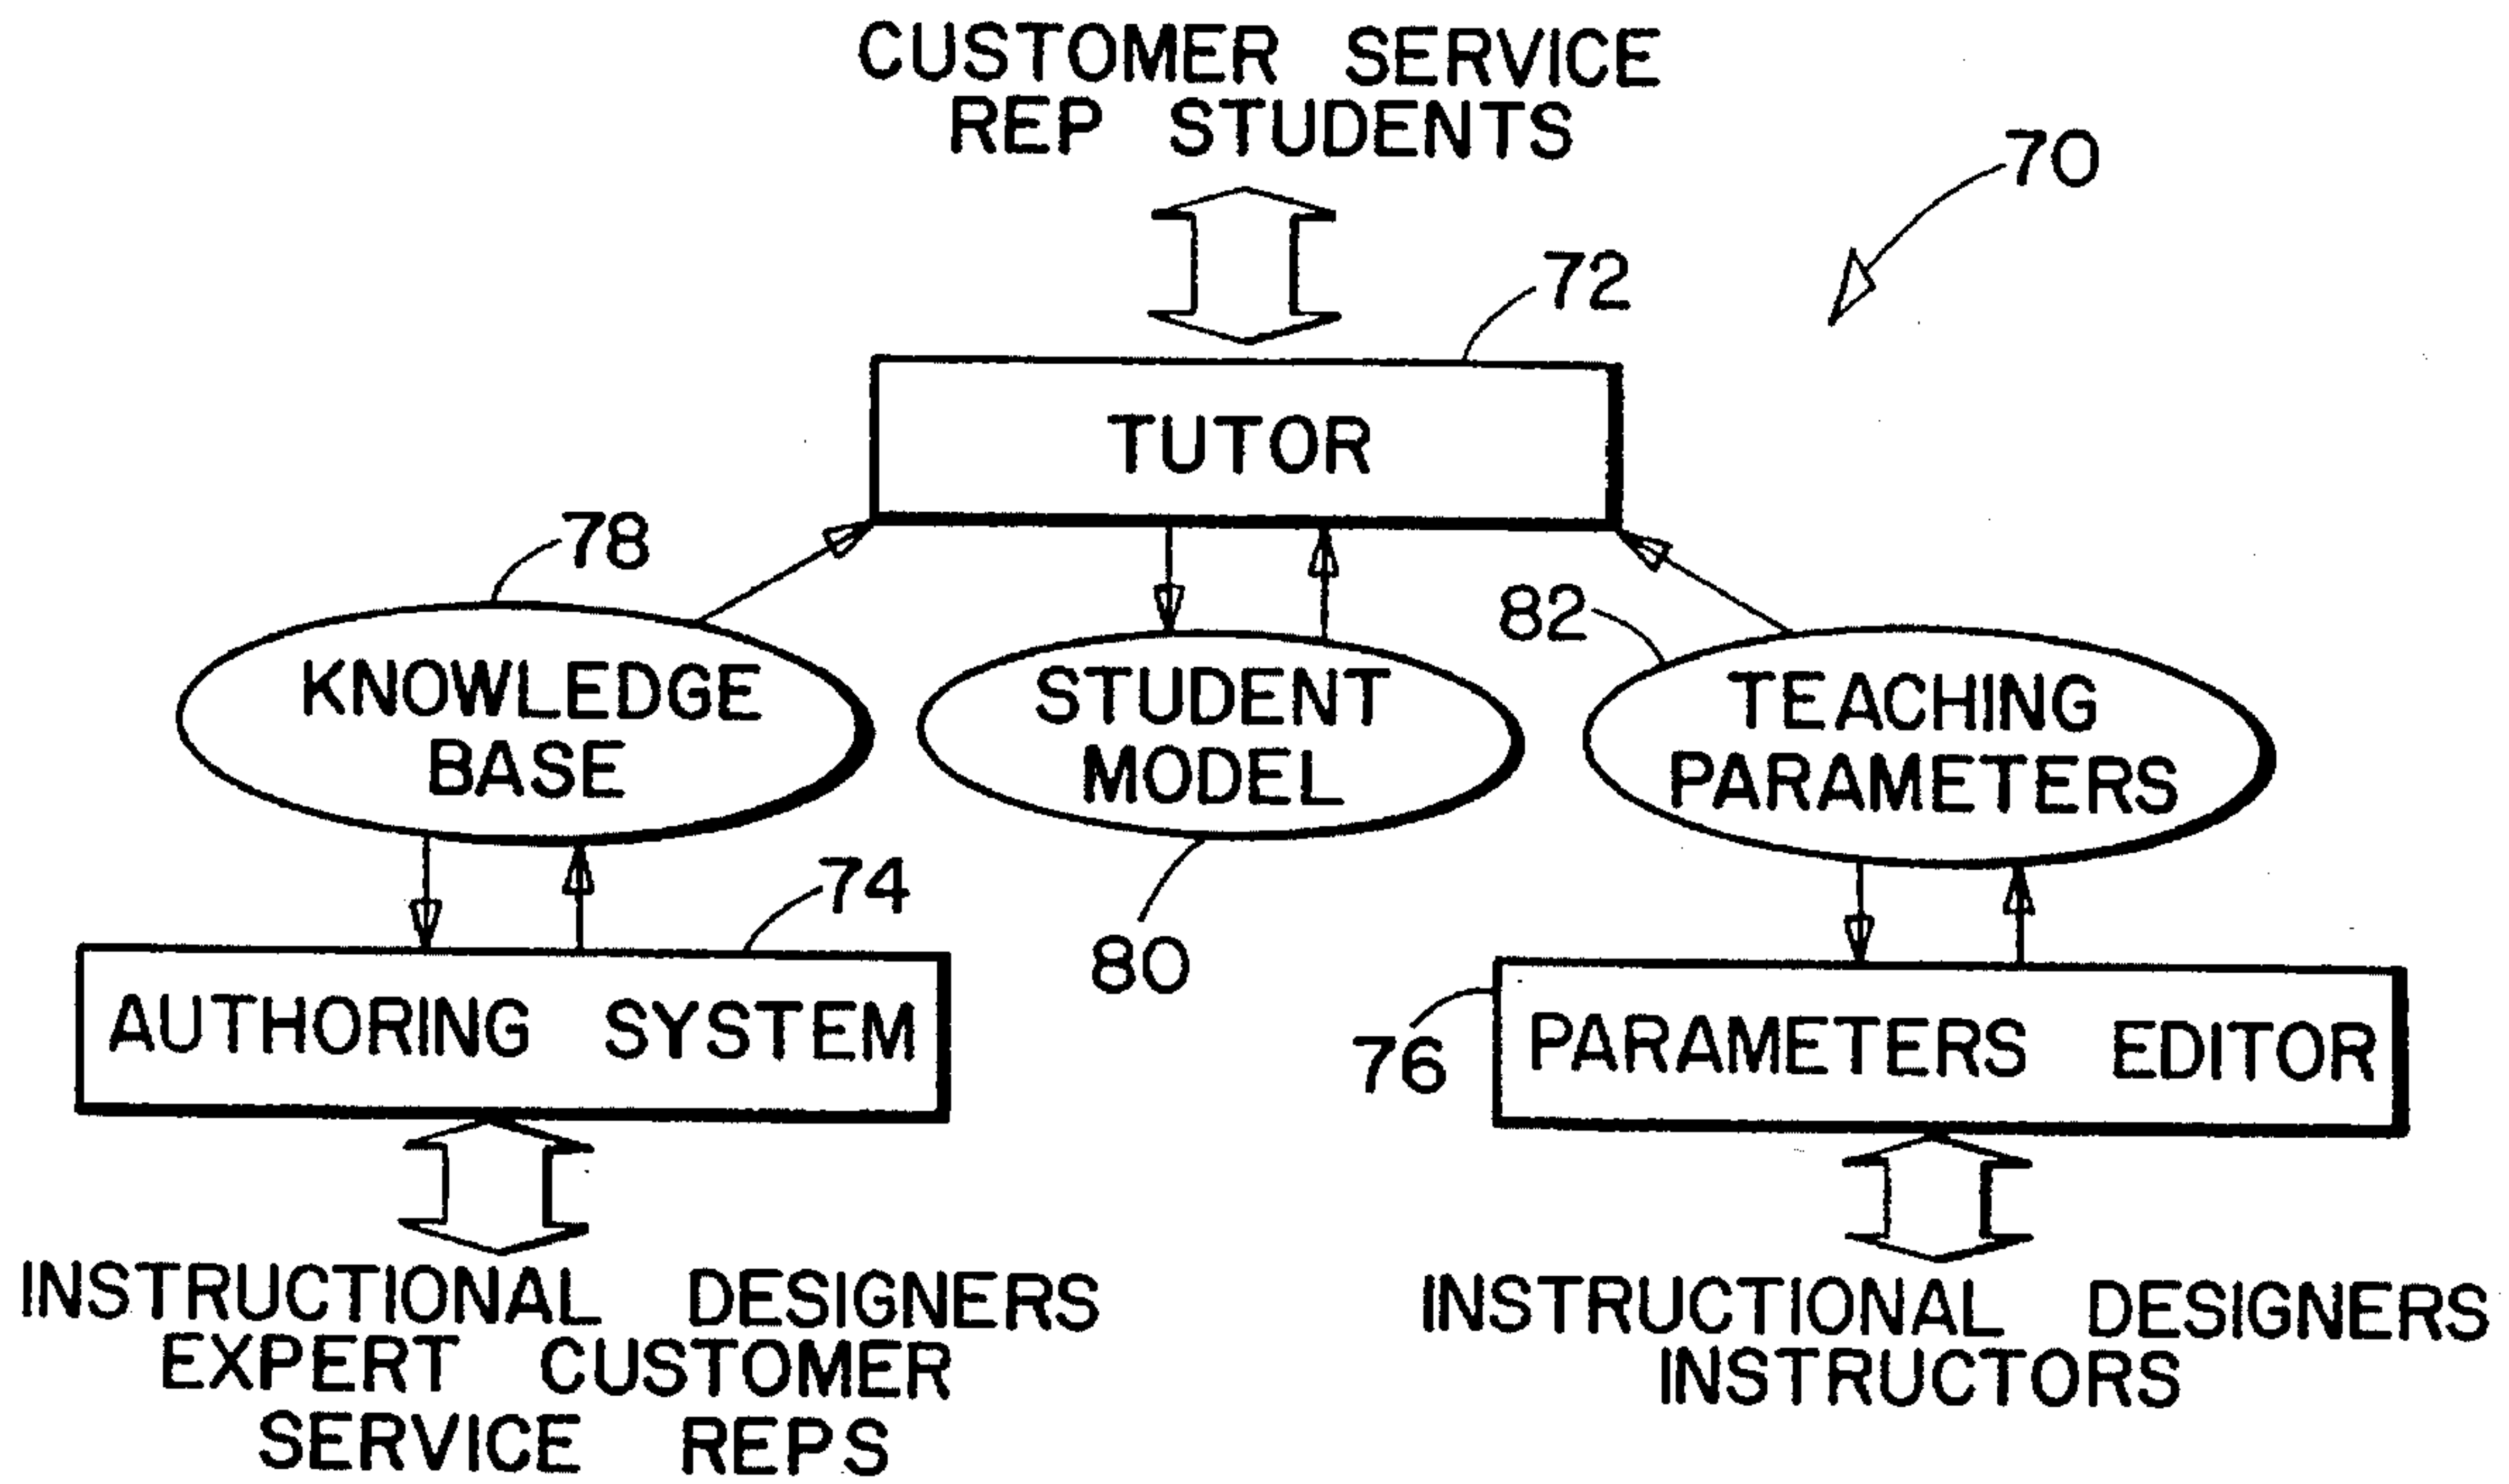 CUSTOMER SERVICE
REP STUDENTS
70
72
TUTOR
78
82
KNOWLEDGE
BASE
STUDENT
MODEL
TEACHING
PARAMETERS
74
80
AUTHORING SYSTEM
76
PARAMETERS EDITOR
INSTRUCTIONAL DESIGNERS
EXPERT CUSTOMER
SERVICE REPS
INSTRUCTIONAL DESIGNERS
INSTRUCTORS